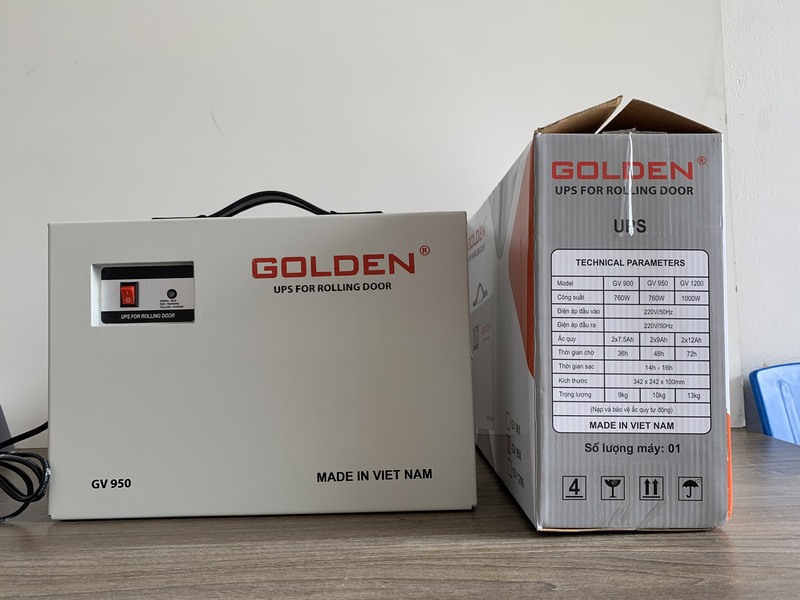 GOLDEN®
UPS FOR ROLLING DOOR
UPS FOR ROLLING DOOR
GV 950
MADE IN VIET NAM
GOLDEN®
UPS FOR ROLLING DOOR
UPS
TECHNICAL PARAMETERS
Model GV 900 GV 950 GV 1200
Công suất 760W 760W 1000W
Điện áp đầu vào 220V/50Hz
Điện áp đầu ra 220V/50Hz
Ắc quy 2x7.5Ah 2x9Ah 2x12Ah
Thời gian chờ 36h 48h 72h
Thời gian sạc 14h - 16h
Kích thước 342 x 242 x 100mm
Trọng lượng 9kg 10kg 13kg
(Nạp và bảo vệ ắc quy tự động)
MADE IN VIET NAM
Số lượng máy: 01
4